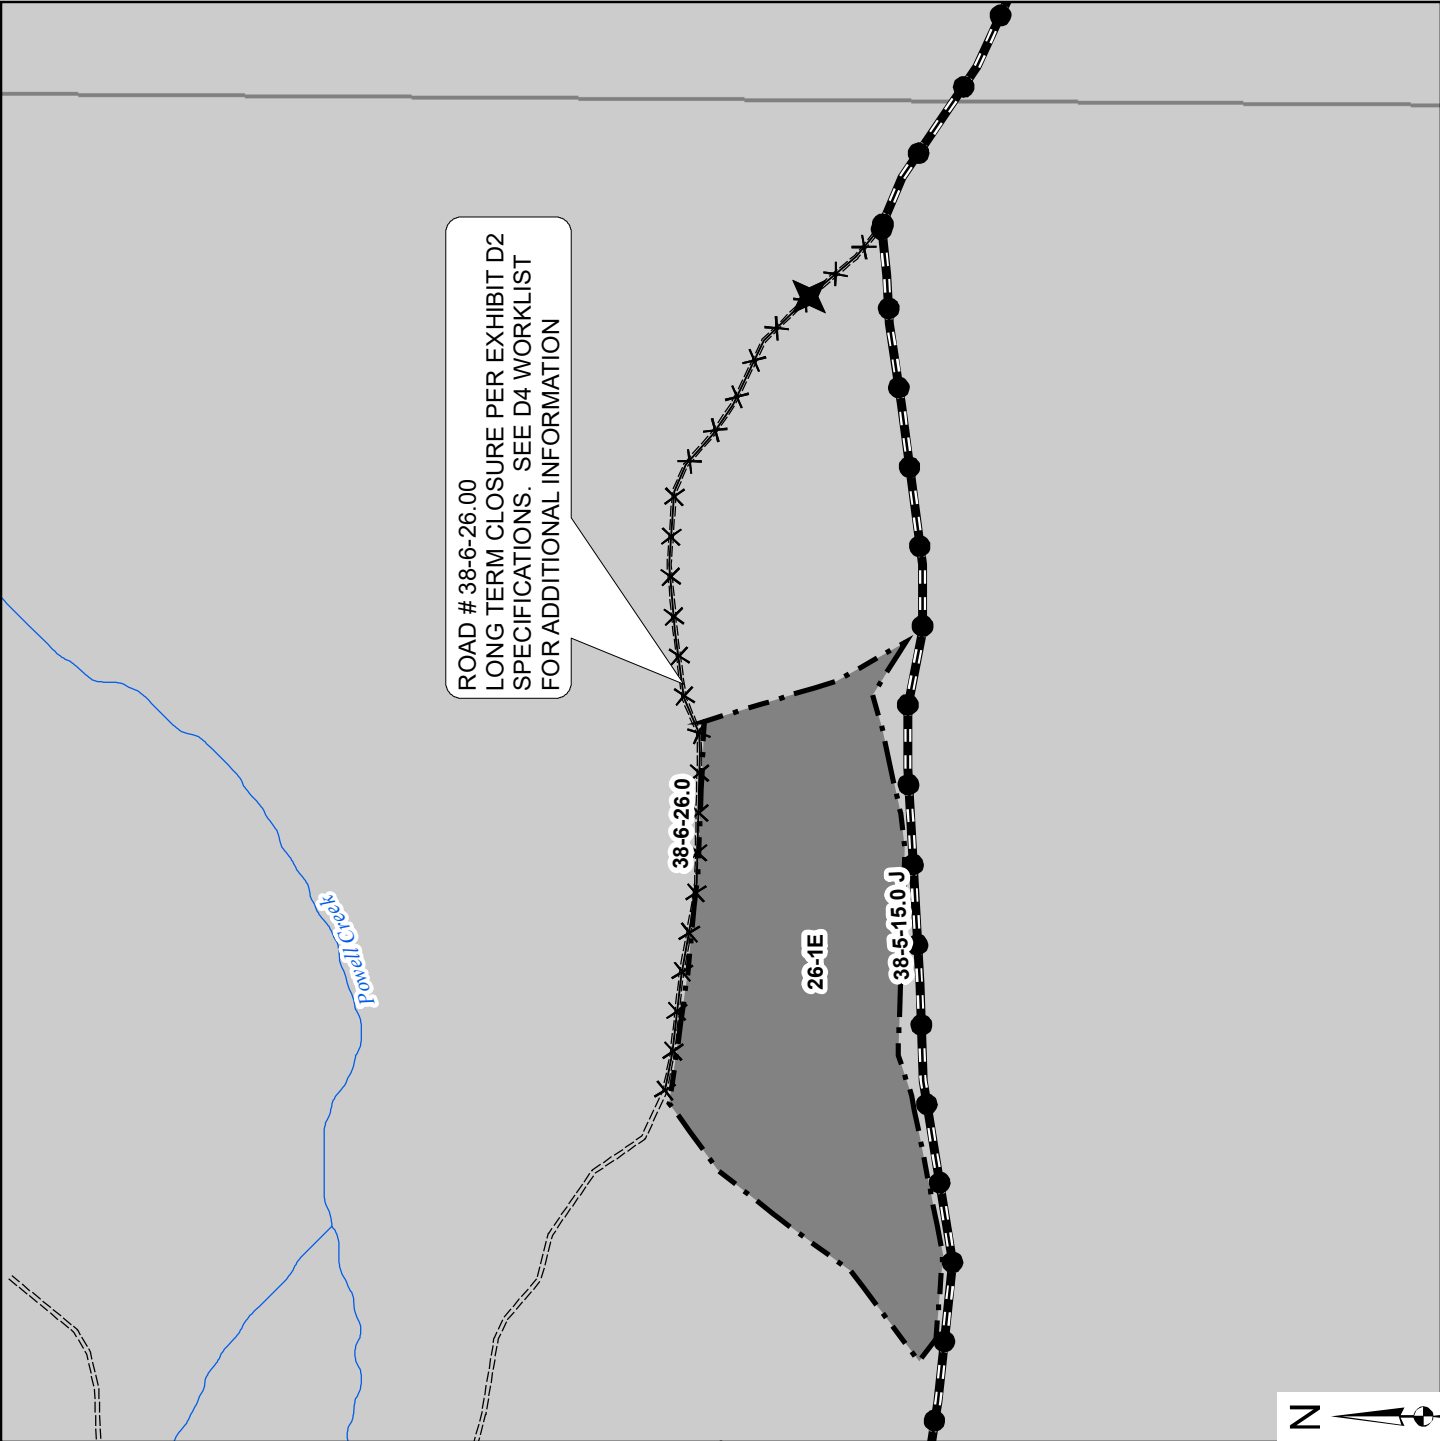 ROAD # 38-6-26.00
LONG TERM CLOSURE PER EXHIBIT D2
SPECIFICATIONS.  SEE D4 WORKLIST
FOR ADDITIONAL INFORMATION
Powell Creek
38-6-26.0
26-1E
38-5-15.0 J
N